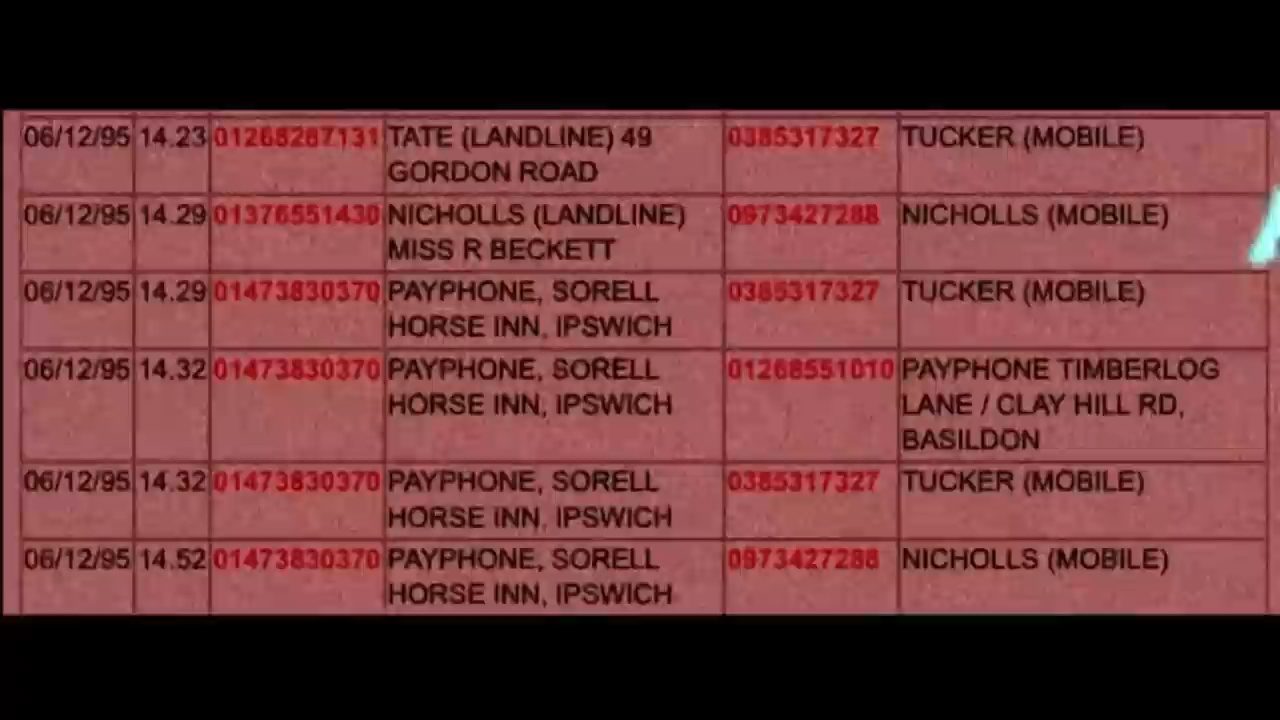 06/12/95 14.23 01268287131 TATE (LANDLINE) 49 0385317327 TUCKER (MOBILE)
GORDON ROAD
06/12/95 14.29 01376551430 NICHOLLS (LANDLINE) 0973427288 NICHOLLS (MOBILE)
MISS R BECKETT
06/12/95 14.29 01473830370 PAYPHONE, SORELL 0385317327 TUCKER (MOBILE)
HORSE INN, IPSWICH
06/12/95 14.32 01473830370 PAYPHONE, SORELL 01268551010 PAYPHONE TIMBERLOG
HORSE INN, IPSWICH LANE / CLAY HILL RD,
BASILDON
06/12/95 14.32 01473830370 PAYPHONE, SORELL 0385317327 TUCKER (MOBILE)
HORSE INN, IPSWICH
06/12/95 14.52 01473830370 PAYPHONE, SORELL 0973427288 NICHOLLS (MOBILE)
HORSE INN, IPSWICH